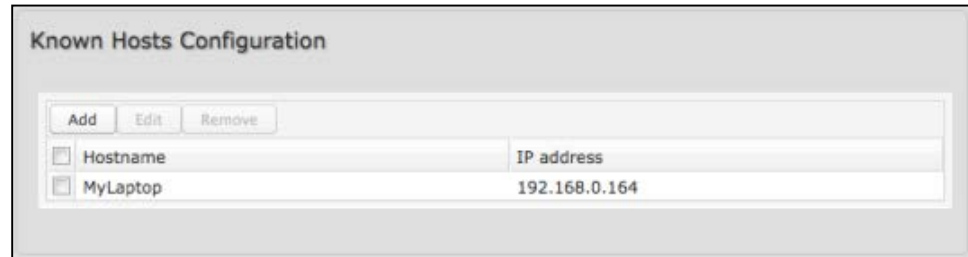 Known Hosts Configuration
Add Edit Remove
Hostname IP address
MyLaptop 192.168.0.164